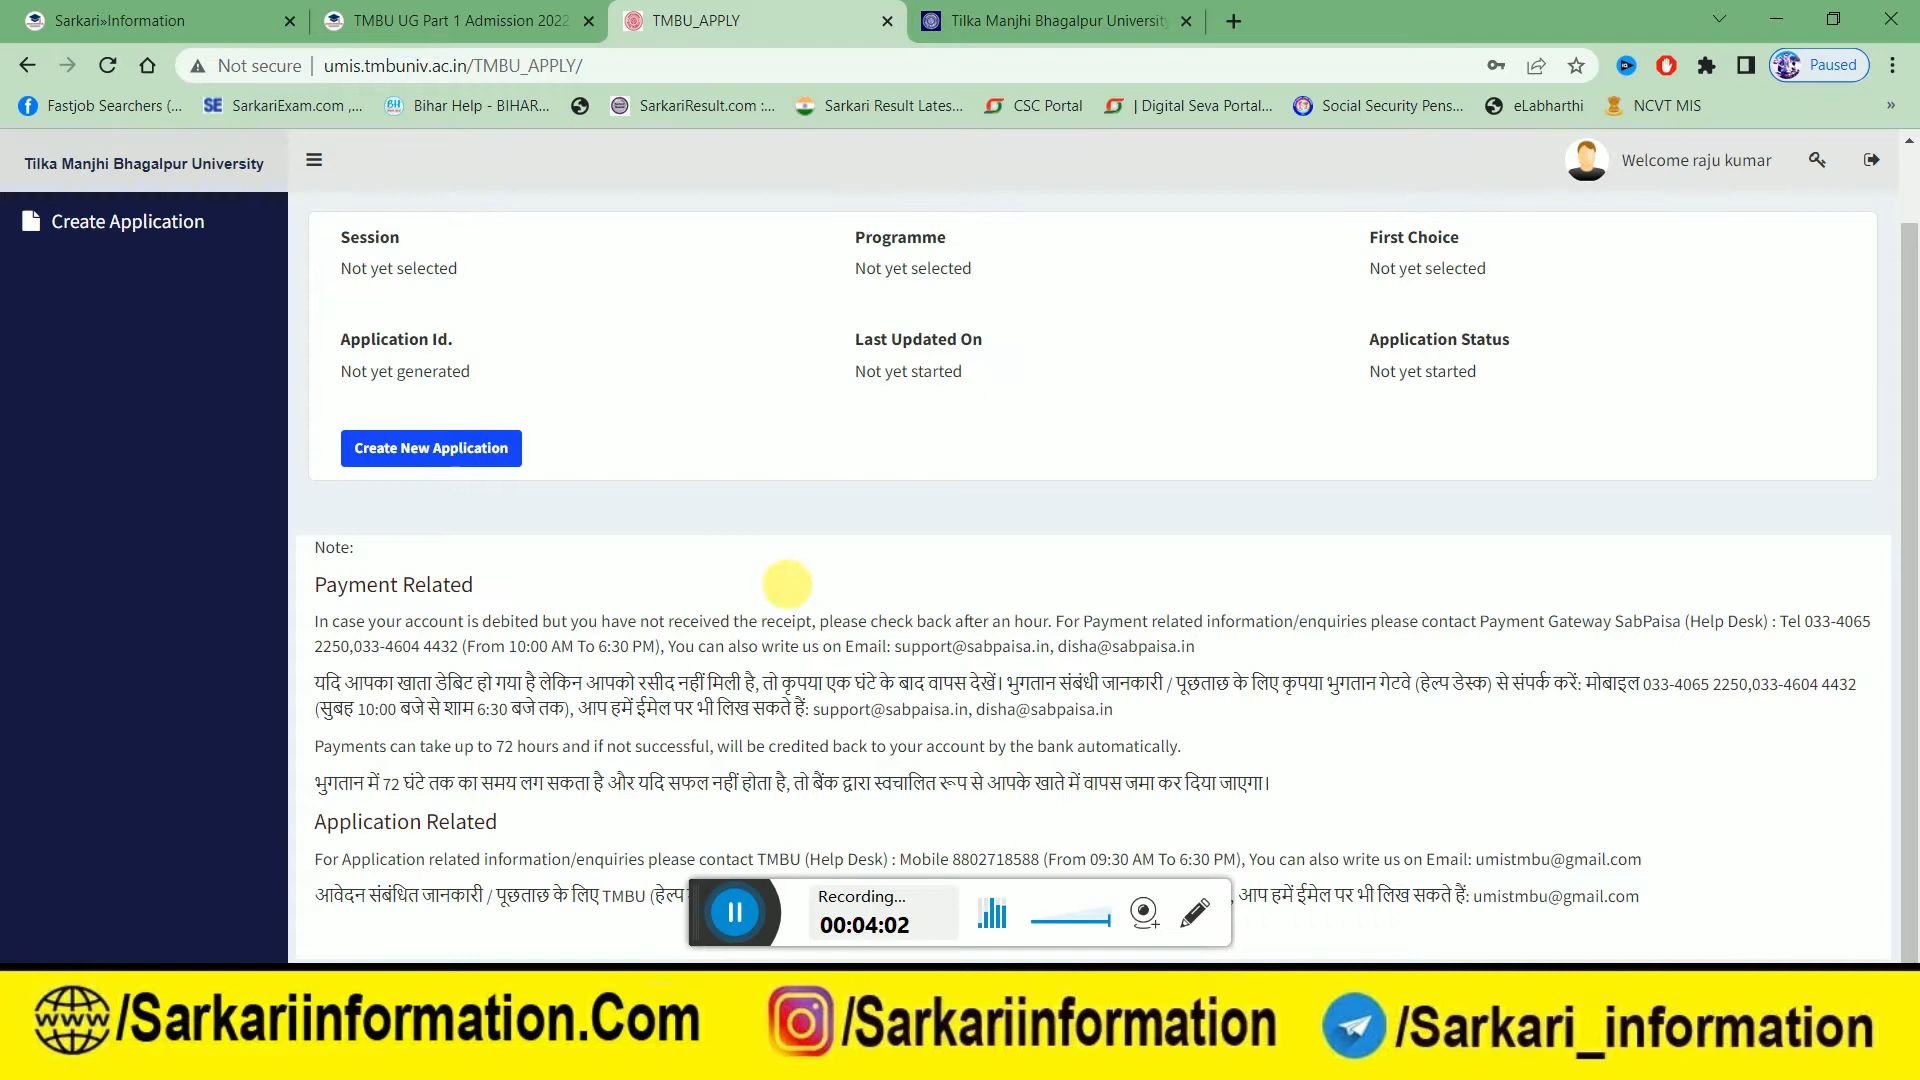 Sarkari»Information
TMBU UG Part 1 Admission 2022
TMBU_APPLY
Tilka Manjhi Bhagalpur University
Not secure
umis.tmbuniv.ac.in/TMBU_APPLY/
Paused
Fastjob Searchers (...
SE SarkariExam.com ,...
BH Bihar Help - BIHAR...
SarkariResult.com :...
Sarkari Result Lates...
CSC Portal
| Digital Seva Portal...
Social Security Pens...
eLabharthi
NCVT MIS
»
Tilka Manjhi Bhagalpur University
Welcome raju kumar
Create Application
Session
Programme
First Choice
Not yet selected
Not yet selected
Not yet selected
Application Id.
Last Updated On
Application Status
Not yet generated
Not yet started
Not yet started
Create New Application
Note:
Payment Related
In case your account is debited but you have not received the receipt, please check back after an hour. For Payment related information/enquiries please contact Payment Gateway SabPaisa (Help Desk) : Tel 033-4065
2250,033-4604 4432 (From 10:00 AM To 6:30 PM), You can also write us on Email: support@sabpaisa.in, disha@sabpaisa.in
यदि आपका खाता डेबिट हो गया है लेकिन आपको रसीद नहीं मिली है, तो कृपया एक घंटे के बाद वापस देखें। भुगतान संबंधी जानकारी / पूछताछ के लिए कृपया भुगतान गेटवे (हेल्प डेस्क) से संपर्क करें: मोबाइल 033-4065 2250,033-4604 4432
(सुबह 10:00 बजे से शाम 6:30 बजे तक), आप हमें ईमेल पर भी लिख सकते हैं: support@sabpaisa.in, disha@sabpaisa.in
Payments can take up to 72 hours and if not successful, will be credited back to your account by the bank automatically.
भुगतान में 72 घंटे तक का समय लग सकता है और यदि सफल नहीं होता है, तो बैंक द्वारा स्वचालित रूप से आपके खाते में वापस जमा कर दिया जाएगा।
Application Related
For Application related information/enquiries please contact TMBU (Help Desk) : Mobile 8802718588 (From 09:30 AM To 6:30 PM), You can also write us on Email: umistmbu@gmail.com
आवेदन संबंधित जानकारी / पूछताछ के लिए TMBU (हेल्प , आप हमें ईमेल पर भी लिख सकते हैं: umistmbu@gmail.com
Recording...
00:04:02
www /Sarkariinformation.Com
/Sarkariinformation
/Sarkari_information